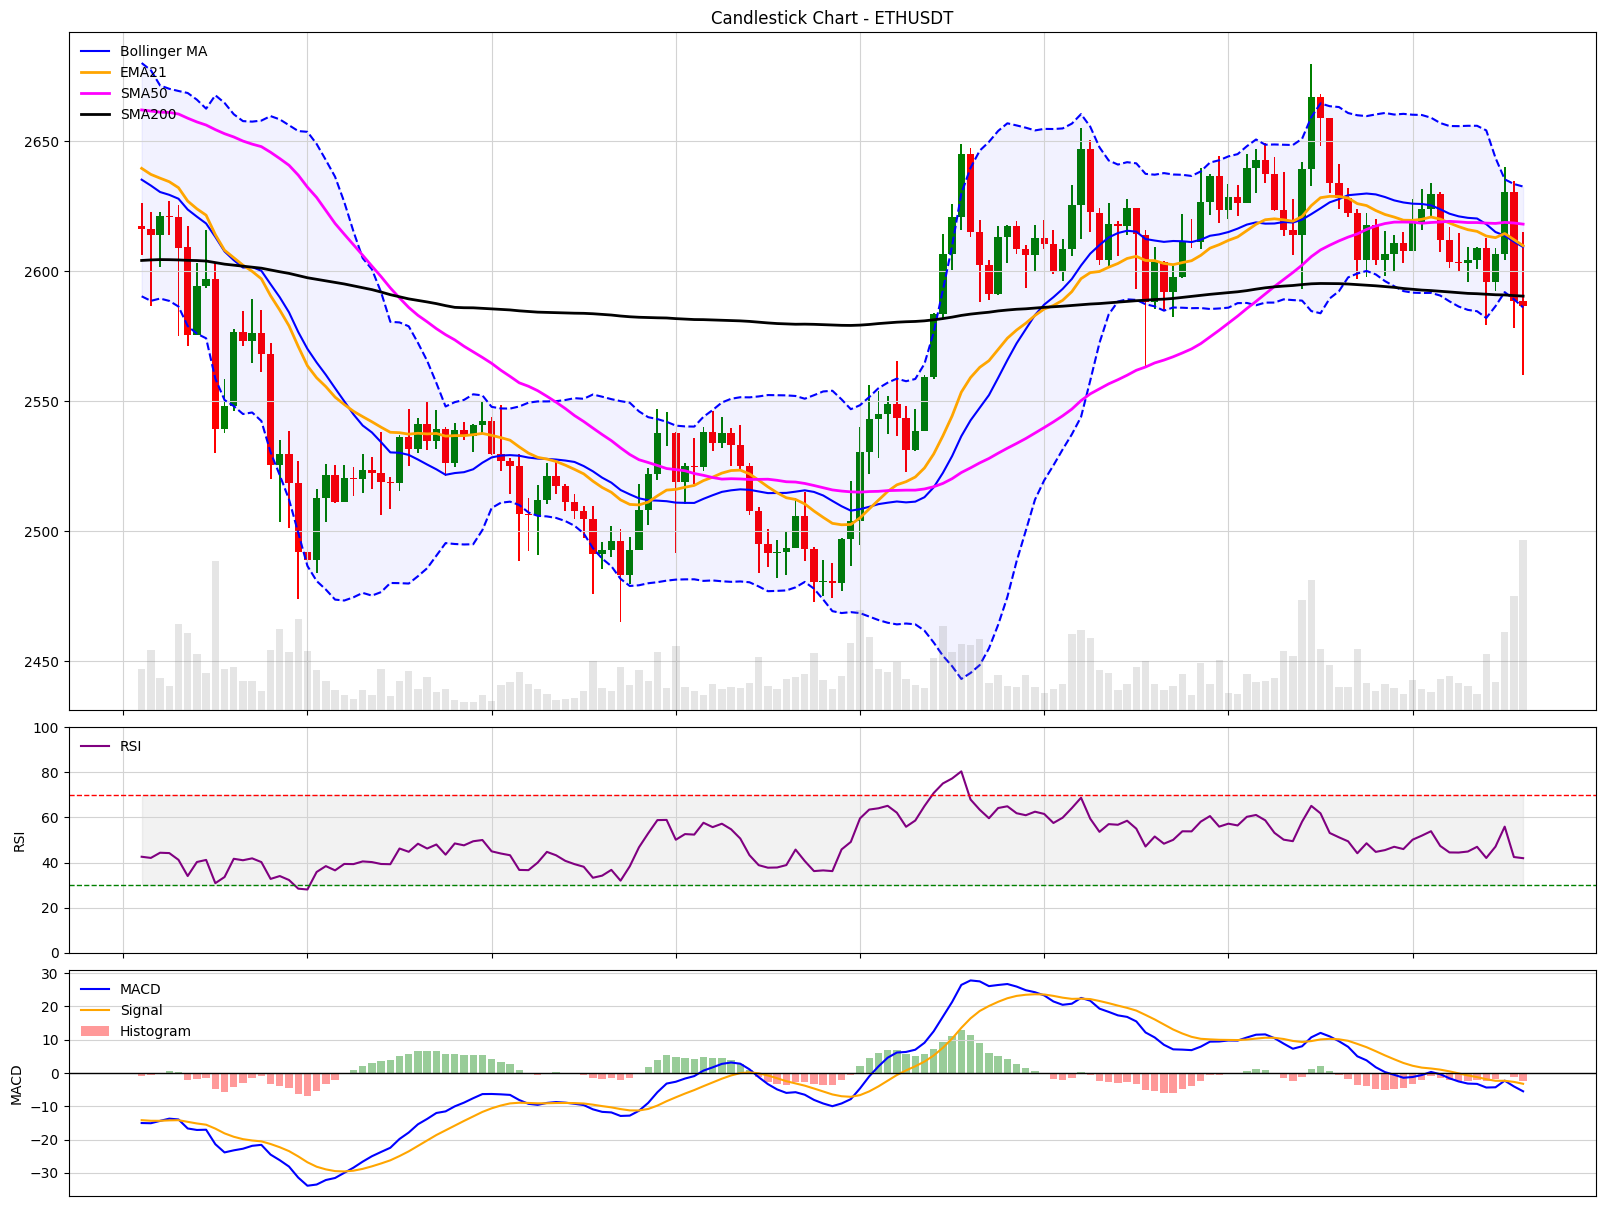 Candlestick Chart - ETHUSDT
Bollinger MA
EMA21
SMA50
SMA200
2650
2600
2550
2500
2450
RSI
100
80
60
40
20
0
RSI
MACD
Signal
Histogram
30
20
10
0
−10
−20
−30
MACD